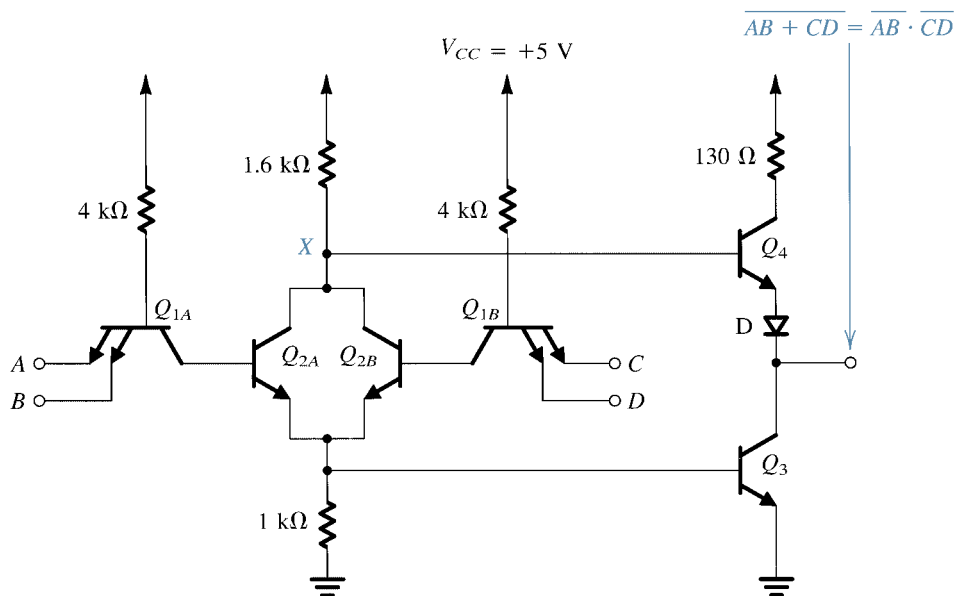 \overline{AB + CD} = \overline{AB} · \overline{CD}
V_{CC} = +5 V
1.6 kΩ
130 Ω
4 kΩ
4 kΩ
X
Q_4
Q_{1A}
Q_{1B}
D
A
Q_{2A}
Q_{2B}
C
B
D
Q_3
1 kΩ